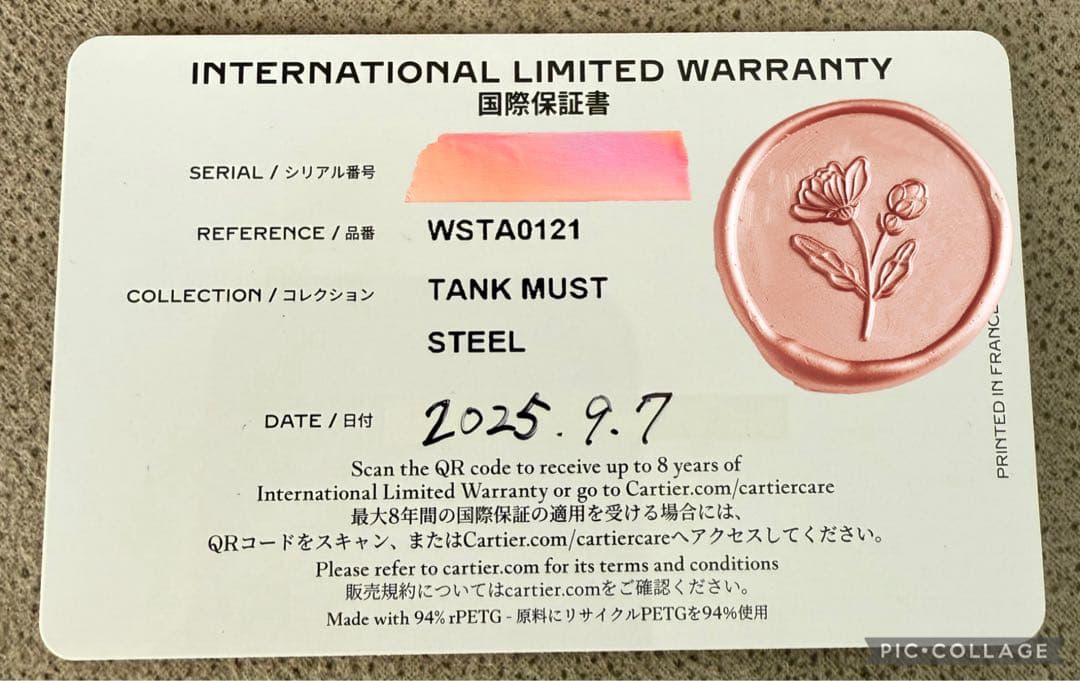 INTERNATIONAL LIMITED WARRANTY
国際保証書
SERIAL / シリアル番号
REFERENCE / 品番 WSTA0121
COLLECTION / コレクション TANK MUST
STEEL
DATE / 日付 2025.9.7
Scan the QR code to receive up to 8 years of
International Limited Warranty or go to Cartier.com/cartiercare
最大8年間の国際保証の適用を受ける場合には、
QRコードをスキャン、またはCartier.com/cartiercareへアクセスしてください。
Please refer to cartier.com for its terms and conditions
販売規約についてはcartier.comをご確認ください。
Made with 94% rPETG - 原料にリサイクルPETGを94%使用
PRINTED IN FRANCE
PIC•COLLAGE